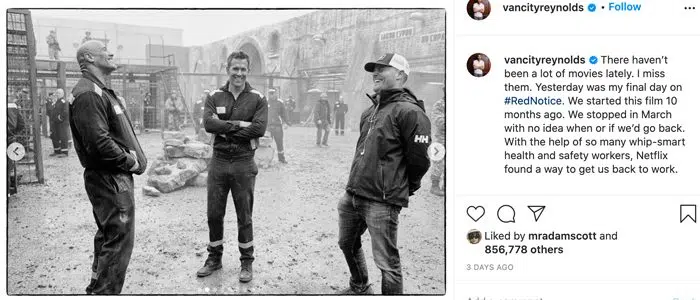 vancityreynolds • Follow
vancityreynolds There haven't
been a lot of movies lately. I miss
them. Yesterday was my final day on
#RedNotice. We started this film 10
months ago. We stopped in March
with no idea when or if we'd go back.
With the help of so many whip-smart
health and safety workers, Netflix
found a way to get us back to work.
HH
Liked by mradamscott and
856,778 others
3 DAYS AGO